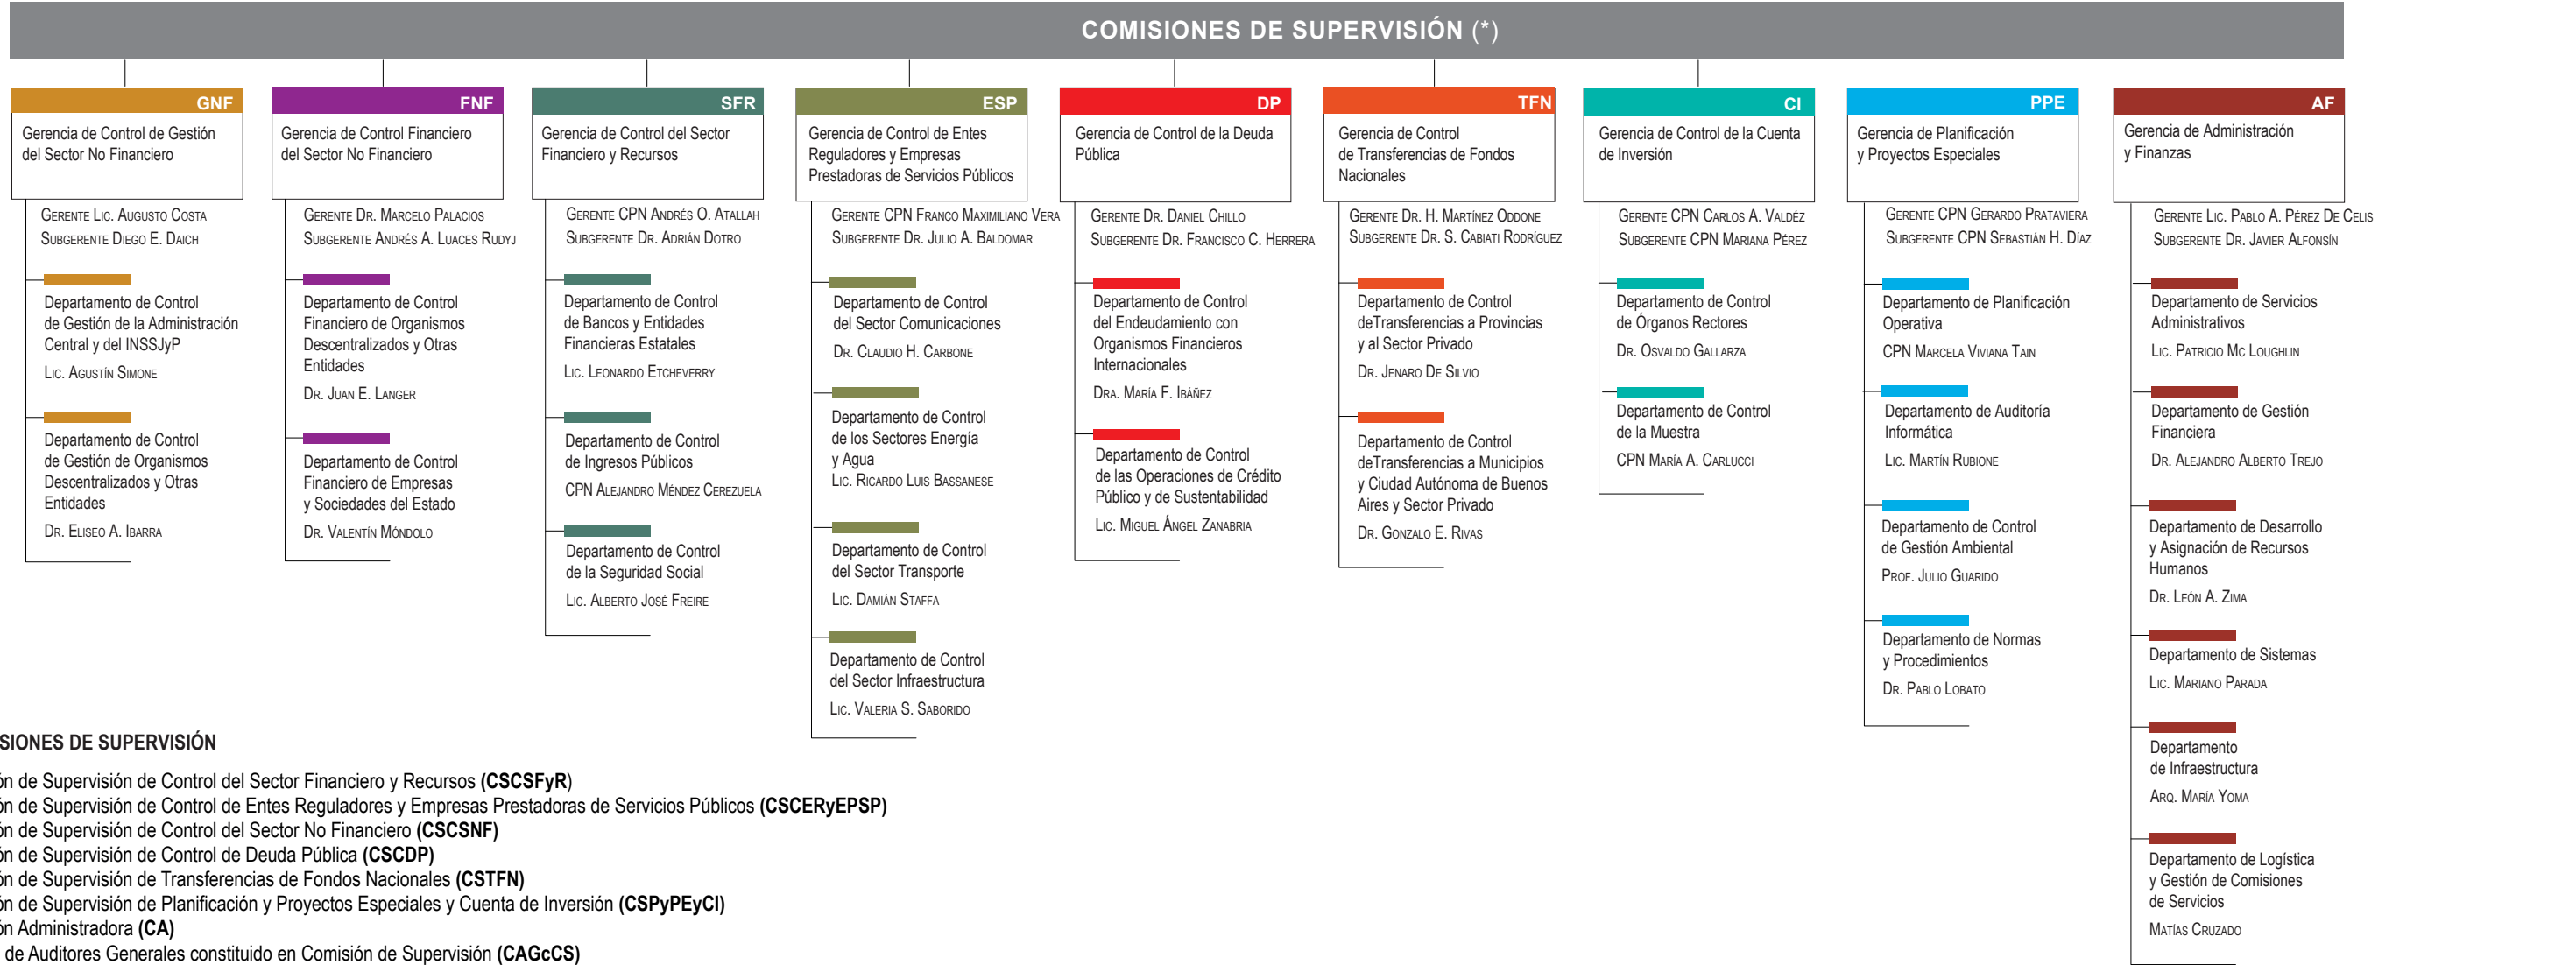 COMISIONES DE SUPERVISIÓN (*)
GNF
Gerencia de Control de Gestión
del Sector No Financiero
Gerente Lic. Augusto Costa
Subgerente Diego E. Daich
Departamento de Control
de Gestión de la Administración
Central y del INSSJyP
Lic. Agustín Simone
Departamento de Control
de Gestión de Organismos
Descentralizados y Otras
Entidades
Dr. Eliseo A. Ibarra
FNF
Gerencia de Control Financiero
del Sector No Financiero
Gerente Dr. Marcelo Palacios
Subgerente Andrés A. Luaces Rudyj
Departamento de Control
Financiero de Organismos
Descentralizados y Otras
Entidades
Dr. Juan E. Langer
Departamento de Control
Financiero de Empresas
y Sociedades del Estado
Dr. Valentín Móndolo
SFR
Gerencia de Control del Sector
Financiero y Recursos
Gerente CPN Andrés O. Atallah
Subgerente Dr. Adrián Dotro
Departamento de Control
de Bancos y Entidades
Financieras Estatales
Lic. Leonardo Etcheverry
Departamento de Control
de Ingresos Públicos
CPN Alejandro Méndez Cerezuela
Departamento de Control
de la Seguridad Social
Lic. Alberto José Freire
ESP
Gerencia de Control de Entes
Reguladores y Empresas
Prestadoras de Servicios Públicos
Gerente CPN Franco Maximiliano Vera
Subgerente Dr. Julio A. Baldomar
Departamento de Control
del Sector Comunicaciones
Dr. Claudio H. Carbone
Departamento de Control
de los Sectores Energía
y Agua
Lic. Ricardo Luis Bassanese
Departamento de Control
del Sector Transporte
Lic. Damián Staffa
Departamento de Control
del Sector Infraestructura
Lic. Valeria S. Saborido
DP
Gerencia de Control de la Deuda
Pública
Gerente Dr. Daniel Chillo
Subgerente Dr. Francisco C. Herrera
Departamento de Control
del Endeudamiento con
Organismos Financieros
Internacionales
Dra. María F. Ibáñez
Departamento de Control
de las Operaciones de Crédito
Público y de Sustentabilidad
Lic. Miguel Ángel Zanabria
TFN
Gerencia de Control
de Transferencias de Fondos
Nacionales
Gerente Dr. H. Martínez Oddone
Subgerente Dr. S. Cabiati Rodríguez
Departamento de Control
deTransferencias a Provincias
y al Sector Privado
Dr. Jenaro De Silvio
Departamento de Control
deTransferencias a Municipios
y Ciudad Autónoma de Buenos
Aires y Sector Privado
Dr. Gonzalo E. Rivas
CI
Gerencia de Control de la Cuenta
de Inversión
Gerente CPN Carlos A. Valdéz
Subgerente CPN Mariana Pérez
Departamento de Control
de Órganos Rectores
Dr. Osvaldo Gallarza
Departamento de Control
de la Muestra
CPN María A. Carlucci
PPE
Gerencia de Planificación
y Proyectos Especiales
Gerente CPN Gerardo Prataviera
Subgerente CPN Sebastián H. Díaz
Departamento de Planificación
Operativa
CPN Marcela Viviana Tain
Departamento de Auditoría
Informática
Lic. Martín Rubione
Departamento de Control
de Gestión Ambiental
Prof. Julio Guarido
Departamento de Normas
y Procedimientos
Dr. Pablo Lobato
AF
Gerencia de Administración
y Finanzas
Gerente Lic. Pablo A. Pérez De Celis
Subgerente Dr. Javier Alfonsín
Departamento de Servicios
Administrativos
Lic. Patricio Mc Loughlin
Departamento de Gestión
Financiera
Dr. Alejandro Alberto Trejo
Departamento de Desarrollo
y Asignación de Recursos
Humanos
Dr. León A. Zima
Departamento de Sistemas
Lic. Mariano Parada
Departamento
de Infraestructura
Arq. María Yoma
Departamento de Logística
y Gestión de Comisiones
de Servicios
Matías Cruzado
SIONES DE SUPERVISIÓN
ón de Supervisión de Control del Sector Financiero y Recursos (CSCSFyR)
ón de Supervisión de Control de Entes Reguladores y Empresas Prestadoras de Servicios Públicos (CSCERyEPSP)
ón de Supervisión de Control del Sector No Financiero (CSCSNF)
ón de Supervisión de Control de Deuda Pública (CSCDP)
ón de Supervisión de Transferencias de Fondos Nacionales (CSTFN)
ón de Supervisión de Planificación y Proyectos Especiales y Cuenta de Inversión (CSPyPEyCI)
ón Administradora (CA)
de Auditores Generales constituido en Comisión de Supervisión (CAGcCS)